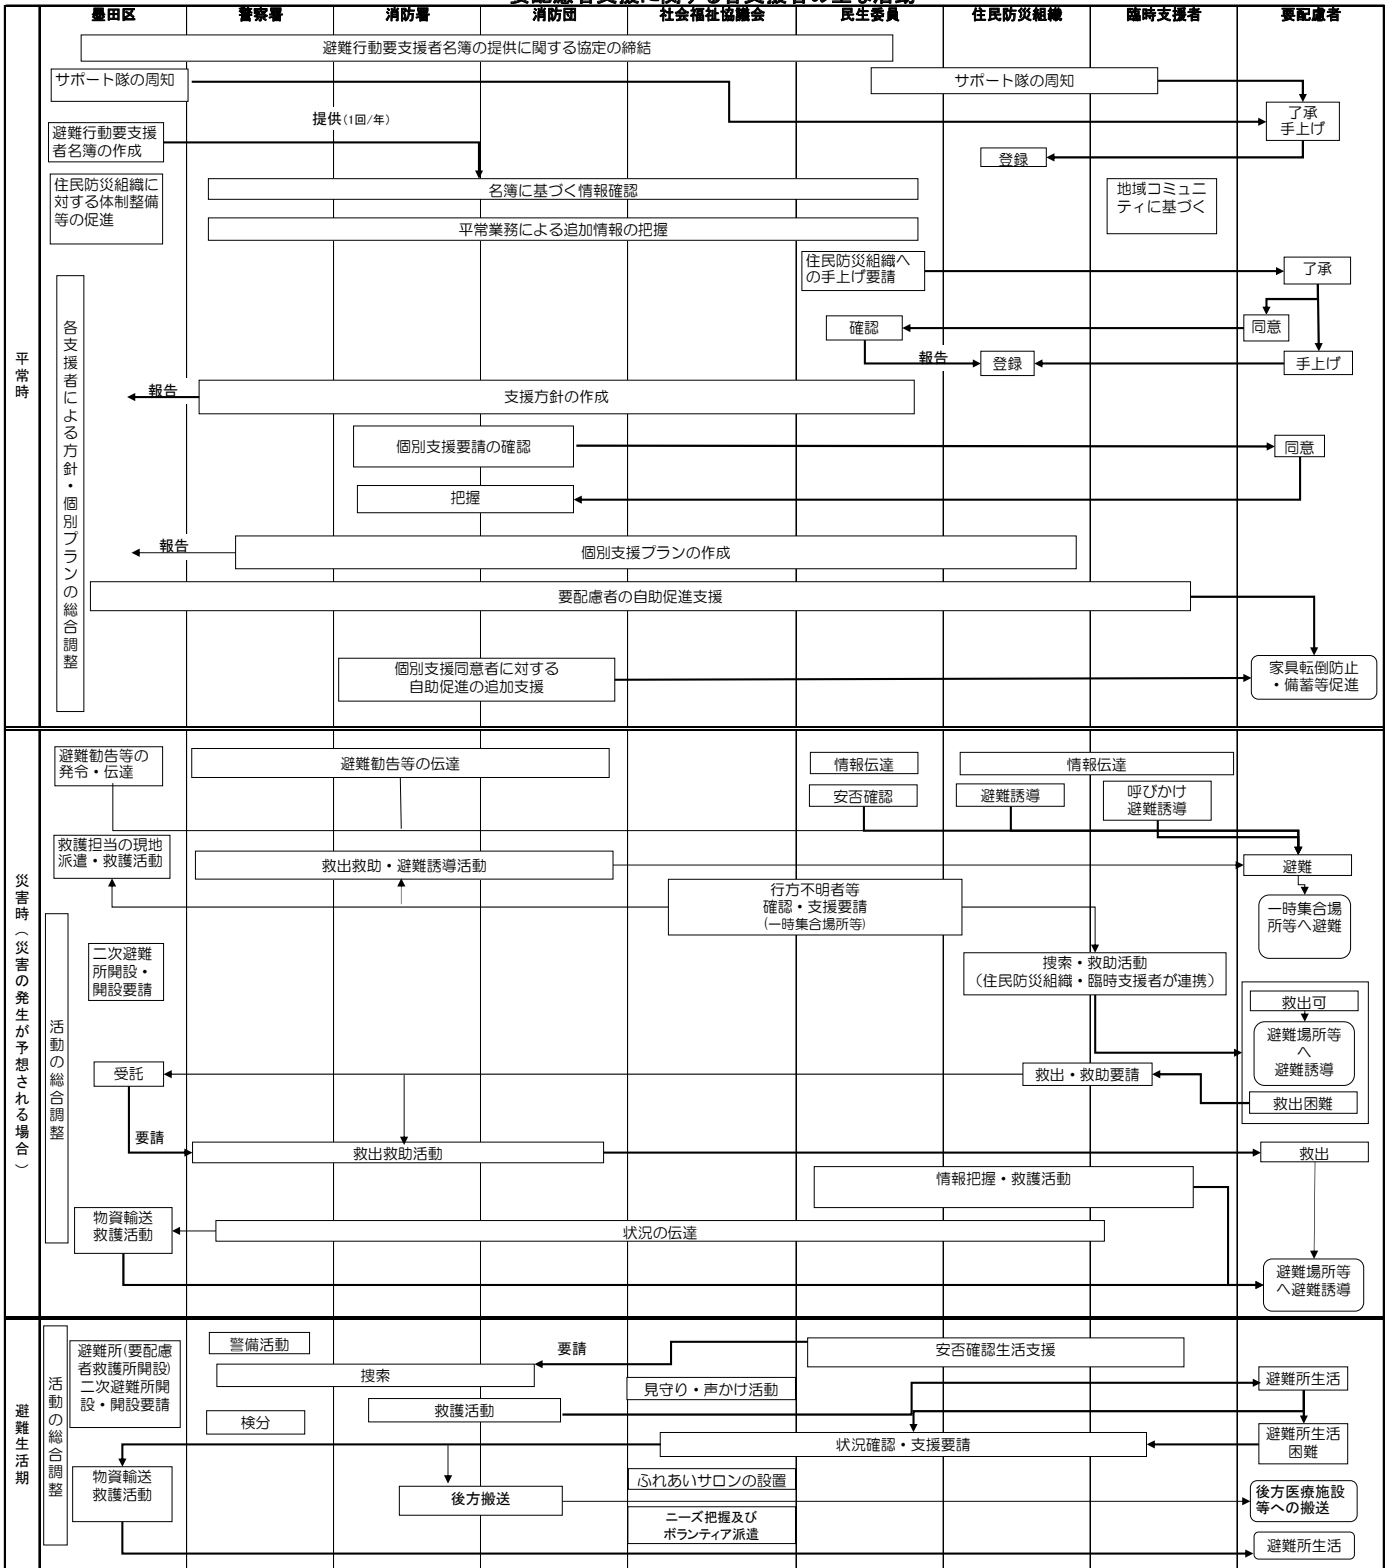 要配慮者支援に関する各支援者の主な活動
墨田区 警察署 消防署 消防団 社会福祉協議会 民生委員 住民防災組織 臨時支援者 要配慮者
平常時
避難行動要支援者名簿の提供に関する協定の締結
サポート隊の周知
サポート隊の周知
提供(1回/年)
了承
手上げ
避難行動要支援
者名簿の作成
登録
住民防災組織に
対する体制整備
等の促進
名簿に基づく情報確認
地域コミュニ
ティに基づく
平常業務による追加情報の把握
住民防災組織へ
の手上げ要請
了承
各支援者による方針・個別プランの総合調整
確認
同意
報告
登録
手上げ
報告
支援方針の作成
個別支援要請の確認
同意
把握
報告
個別支援プランの作成
要配慮者の自助促進支援
個別支援同意者に対する
自助促進の追加支援
家具転倒防止
・備蓄等促進
災害時(災害の発生が予想される場合)
避難勧告等の
発令・伝達
避難勧告等の伝達
情報伝達
情報伝達
安否確認
避難誘導
呼びかけ
避難誘導
救護担当の現地
派遣・救護活動
救出救助・避難誘導活動
避難
行方不明者等
確認・支援要請
(一時集合場所等)
一時集合場
所等へ避難
活動の総合調整
二次避難
所開設・
開設要請
捜索・救助活動
(住民防災組織・臨時支援者が連携)
救出可
避難場所等
へ
避難誘導
受託
救出・救助要請
救出困難
要請
救出救助活動
救出
情報把握・救護活動
物資輸送
救護活動
状況の伝達
避難場所等
へ避難誘導
避難生活期
活動の総合調整
避難所(要配慮
者救護所開設)
二次避難所開
設・開設要請
警備活動
要請
安否確認生活支援
捜索
見守り・声かけ活動
避難所生活
検分
救護活動
状況確認・支援要請
避難所生活
困難
物資輸送
救護活動
ふれあいサロンの設置
後方搬送
後方医療施設
等への搬送
ニーズ把握及び
ボランティア派遣
避難所生活